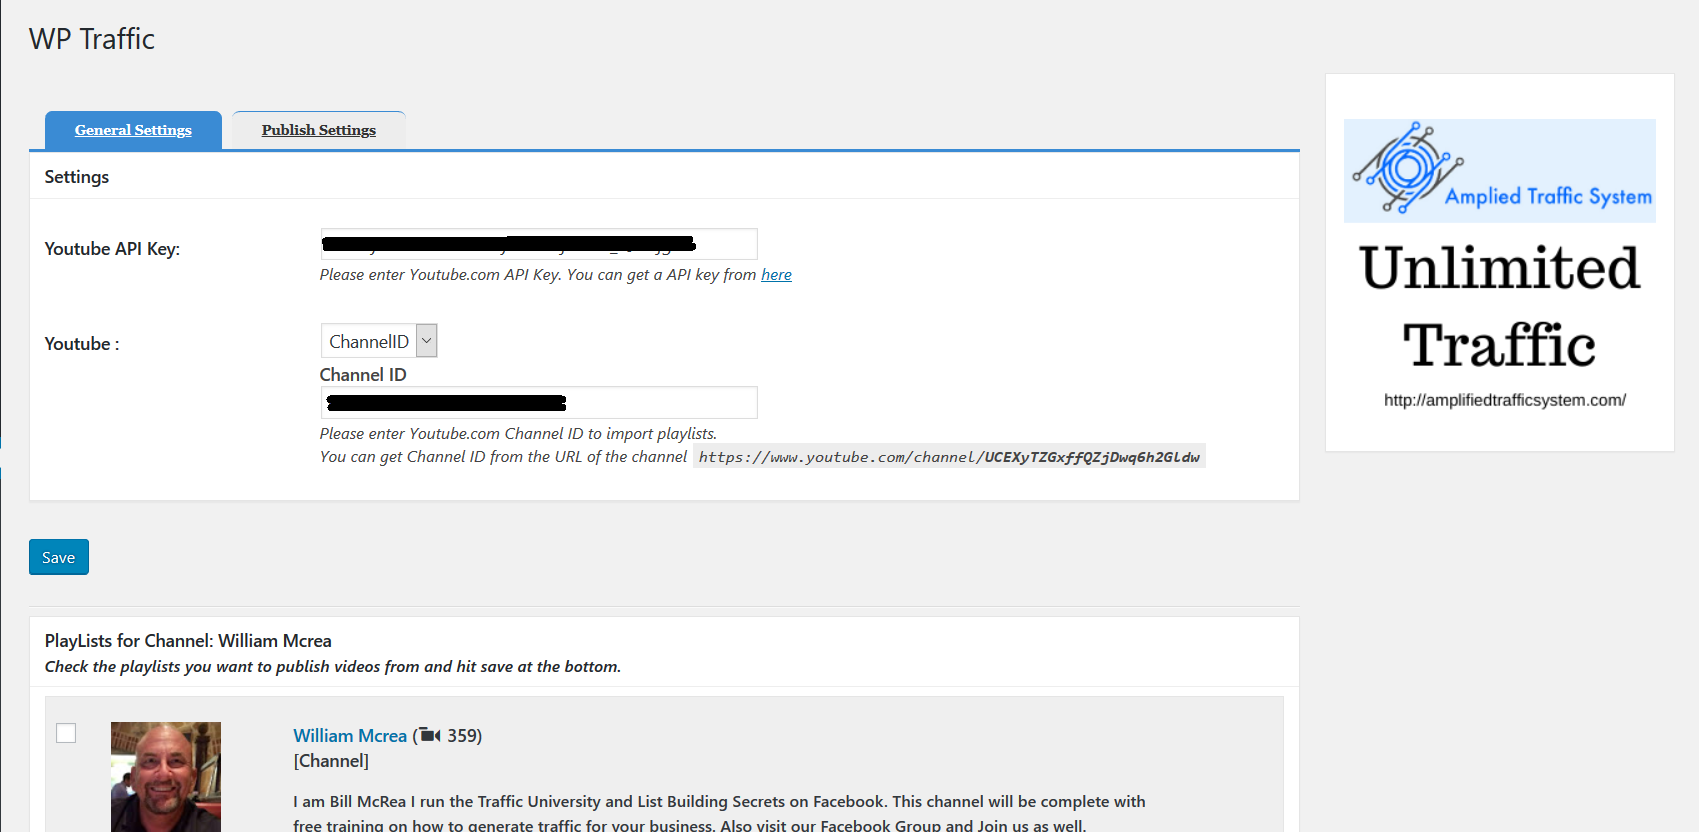 WP Traffic
General Settings
Publish Settings
Settings
Youtube API Key:
Please enter Youtube.com API Key. You can get a API key from here
Youtube :
ChannelID
Channel ID
Please enter Youtube.com Channel ID to import playlists.
You can get Channel ID from the URL of the channel https://www.youtube.com/channel/UCEXyTZGxffQZjDwq6h2Gldw
Save
PlayLists for Channel: William Mcrea
Check the playlists you want to publish videos from and hit save at the bottom.
William Mcrea (359)
[Channel]
I am Bill McRea I run the Traffic University and List Building Secrets on Facebook. This channel will be complete with
free training on how to generate traffic for your business. Also visit our Facebook Group and Join us as well.
Amplied Traffic System
Unlimited
Traffic
http://amplifiedtrafficsystem.com/